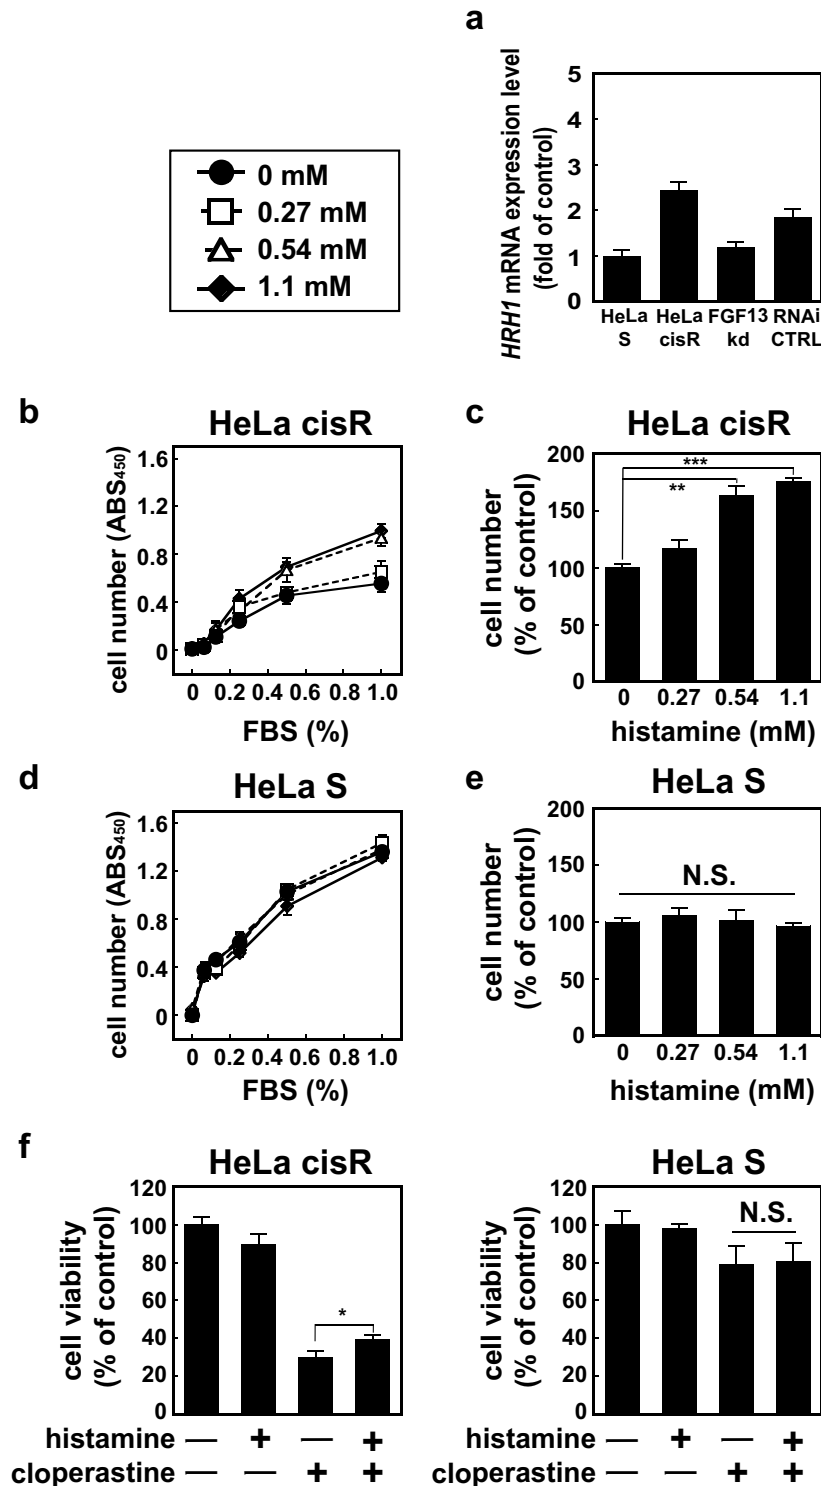 a
HRH1 mRNA expression level
(fold of control)
5
4
3
2
1
0
HeLa S
HeLa cisR
FGF13 kd
RNAi CTRL
0 mM
0.27 mM
0.54 mM
1.1 mM
b
HeLa cisR
cell number (ABS450)
1.6
1.2
0.8
0.4
0
0 0.2 0.4 0.6 0.8 1.0
FBS (%)
c
HeLa cisR
cell number
(% of control)
200
150
100
50
0
***
**
0 0.27 0.54 1.1
histamine (mM)
d
HeLa S
cell number (ABS450)
1.6
1.2
0.8
0.4
0
0 0.2 0.4 0.6 0.8 1.0
FBS (%)
e
HeLa S
cell number
(% of control)
200
150
100
50
0
N.S.
0 0.27 0.54 1.1
histamine (mM)
f
HeLa cisR
cell viability
(% of control)
120
100
80
60
40
20
0
*
histamine — + — +
cloperastine — — + +
HeLa S
cell viability
(% of control)
120
100
80
60
40
20
0
N.S.
histamine — + — +
cloperastine — — + +